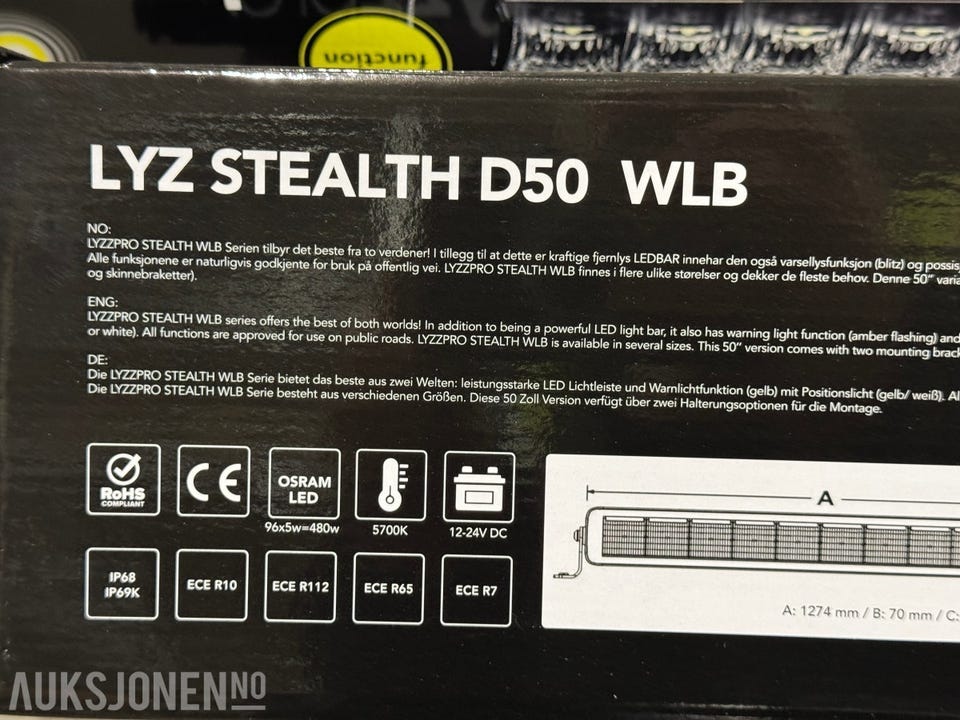 function
LYZ STEALTH D50 WLB
NO:
LYZZPRO STEALTH WLB Serien tilbyr det beste fra to verdener! I tillegg til at dette er kraftige fjernlys LEDBAR innehar den også varsellysfunksjon (blitz) og
Alle funksjonene er naturligvis godkjente for bruk på offentlig vei. LYZZPRO STEALTH WLB finnes i flere ulike størelser og dekker de fleste behov. Denne 50"
og skinnebraketter).
ENG:
LYZZPRO STEALTH WLB series offers the best of both worlds! In addition to being a powerful LED light bar, it also has warning light function (amber flashing) and
or white). All functions are approved for use on public roads. LYZZPRO STEALTH WLB is available in several sizes. This 50" version comes with two mounting
DE:
Die LYZZPRO STEALTH WLB Serie bietet das beste aus zwei Welten: leistungsstarke LED Lichtleiste und Warnlichtfunktion (gelb) mit Positionslicht (gelb/ weiß).
Die LYZZPRO STEALTH WLB Serie besteht aus verschiedenen Größen. Diese 50 Zoll Version verfügt über zwei Halterungsoptionen für die Montage.
RoHS
COMPLIANT
CE
OSRAM
LED
96x5w=480w
5700K
12-24V DC
A
IP68
IP69K
ECE R10
ECE R112
ECE R65
ECE R7
A: 1274 mm / B: 70 mm / C:
AUKSJONEN NO